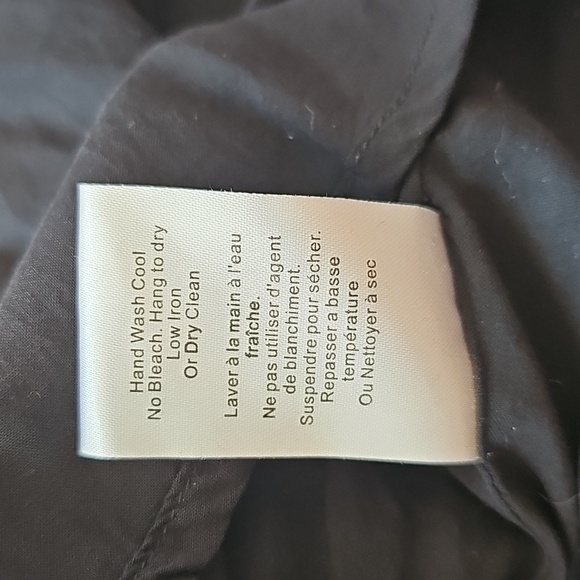 Hand Wash Cool
No Bleach. Hang to dry
Low Iron
Or Dry Clean
Laver à la main à l'eau
fraîche.
Ne pas utiliser d'agent
de blanchiment.
Suspendre pour sécher.
Repasser a basse
température
Ou Nettoyer à sec